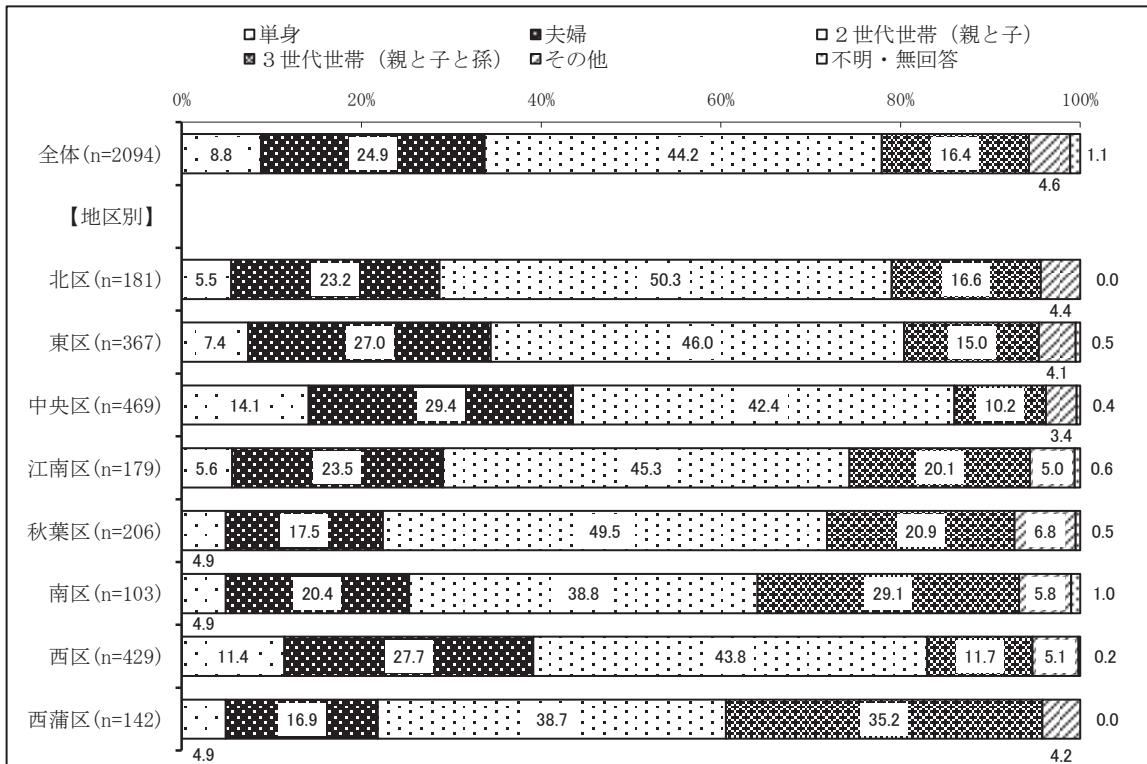 単身 夫婦 2世代世帯（親と子）
3世代世帯（親と子と孫） その他 不明・無回答
0% 20% 40% 60% 80% 100%
全体(n=2094) 8.8 24.9 44.2 16.4 1.1
4.6
【地区別】
北区(n=181) 5.5 23.2 50.3 16.6 0.0
4.4
東区(n=367) 7.4 27.0 46.0 15.0 0.5
4.1
中央区(n=469) 14.1 29.4 42.4 10.2 0.4
3.4
江南区(n=179) 5.6 23.5 45.3 20.1 5.0 0.6
秋葉区(n=206) 17.5 49.5 20.9 6.8 0.5
4.9
南区(n=103) 20.4 38.8 29.1 5.8 1.0
4.9
西区(n=429) 11.4 27.7 43.8 11.7 5.1 0.2
西蒲区(n=142) 16.9 38.7 35.2 0.0
4.9 4.2